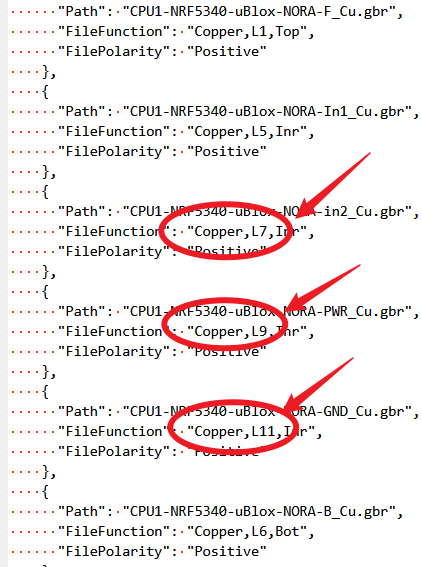 "Path": "CPU1-NRF5340-uBlox-NORA-F_Cu.gbr",
"FileFunction": "Copper,L1,Top",
"FilePolarity": "Positive"
},
{
"Path": "CPU1-NRF5340-uBlox-NORA-In1_Cu.gbr",
"FileFunction": "Copper,L5,Inr",
"FilePolarity": "Positive"
},
{
"Path": "CPU1-NRF5340-uBlox-NORA-in2_Cu.gbr",
"FileFunction": "Copper,L7,Inr",
"FilePolarity": "Positive"
},
{
"Path": "CPU1-NRF5340-uBlox-NORA-PWR_Cu.gbr",
"FileFunction": "Copper,L9,Inr",
"FilePolarity": "Positive"
},
{
"Path": "CPU1-NRF5340-uBlox-NORA-GND_Cu.gbr",
"FileFunction": "Copper,L11,Inr",
"FilePolarity": "Positive"
},
{
"Path": "CPU1-NRF5340-uBlox-NORA-B_Cu.gbr",
"FileFunction": "Copper,L6,Bot",
"FilePolarity": "Positive"
},